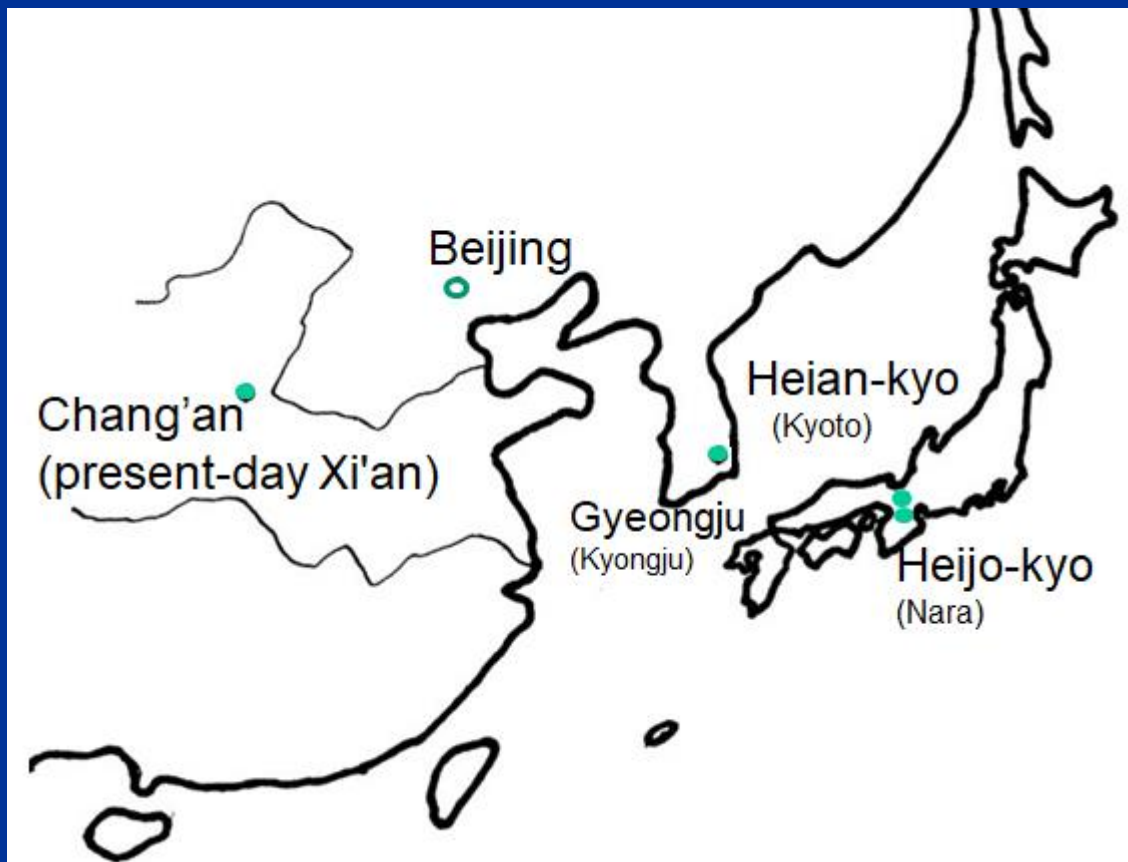 Beijing
Chang’an
(present-day Xi'an)
Heian-kyo
(Kyoto)
Gyeongju
(Kyongju)
Heijo-kyo
(Nara)